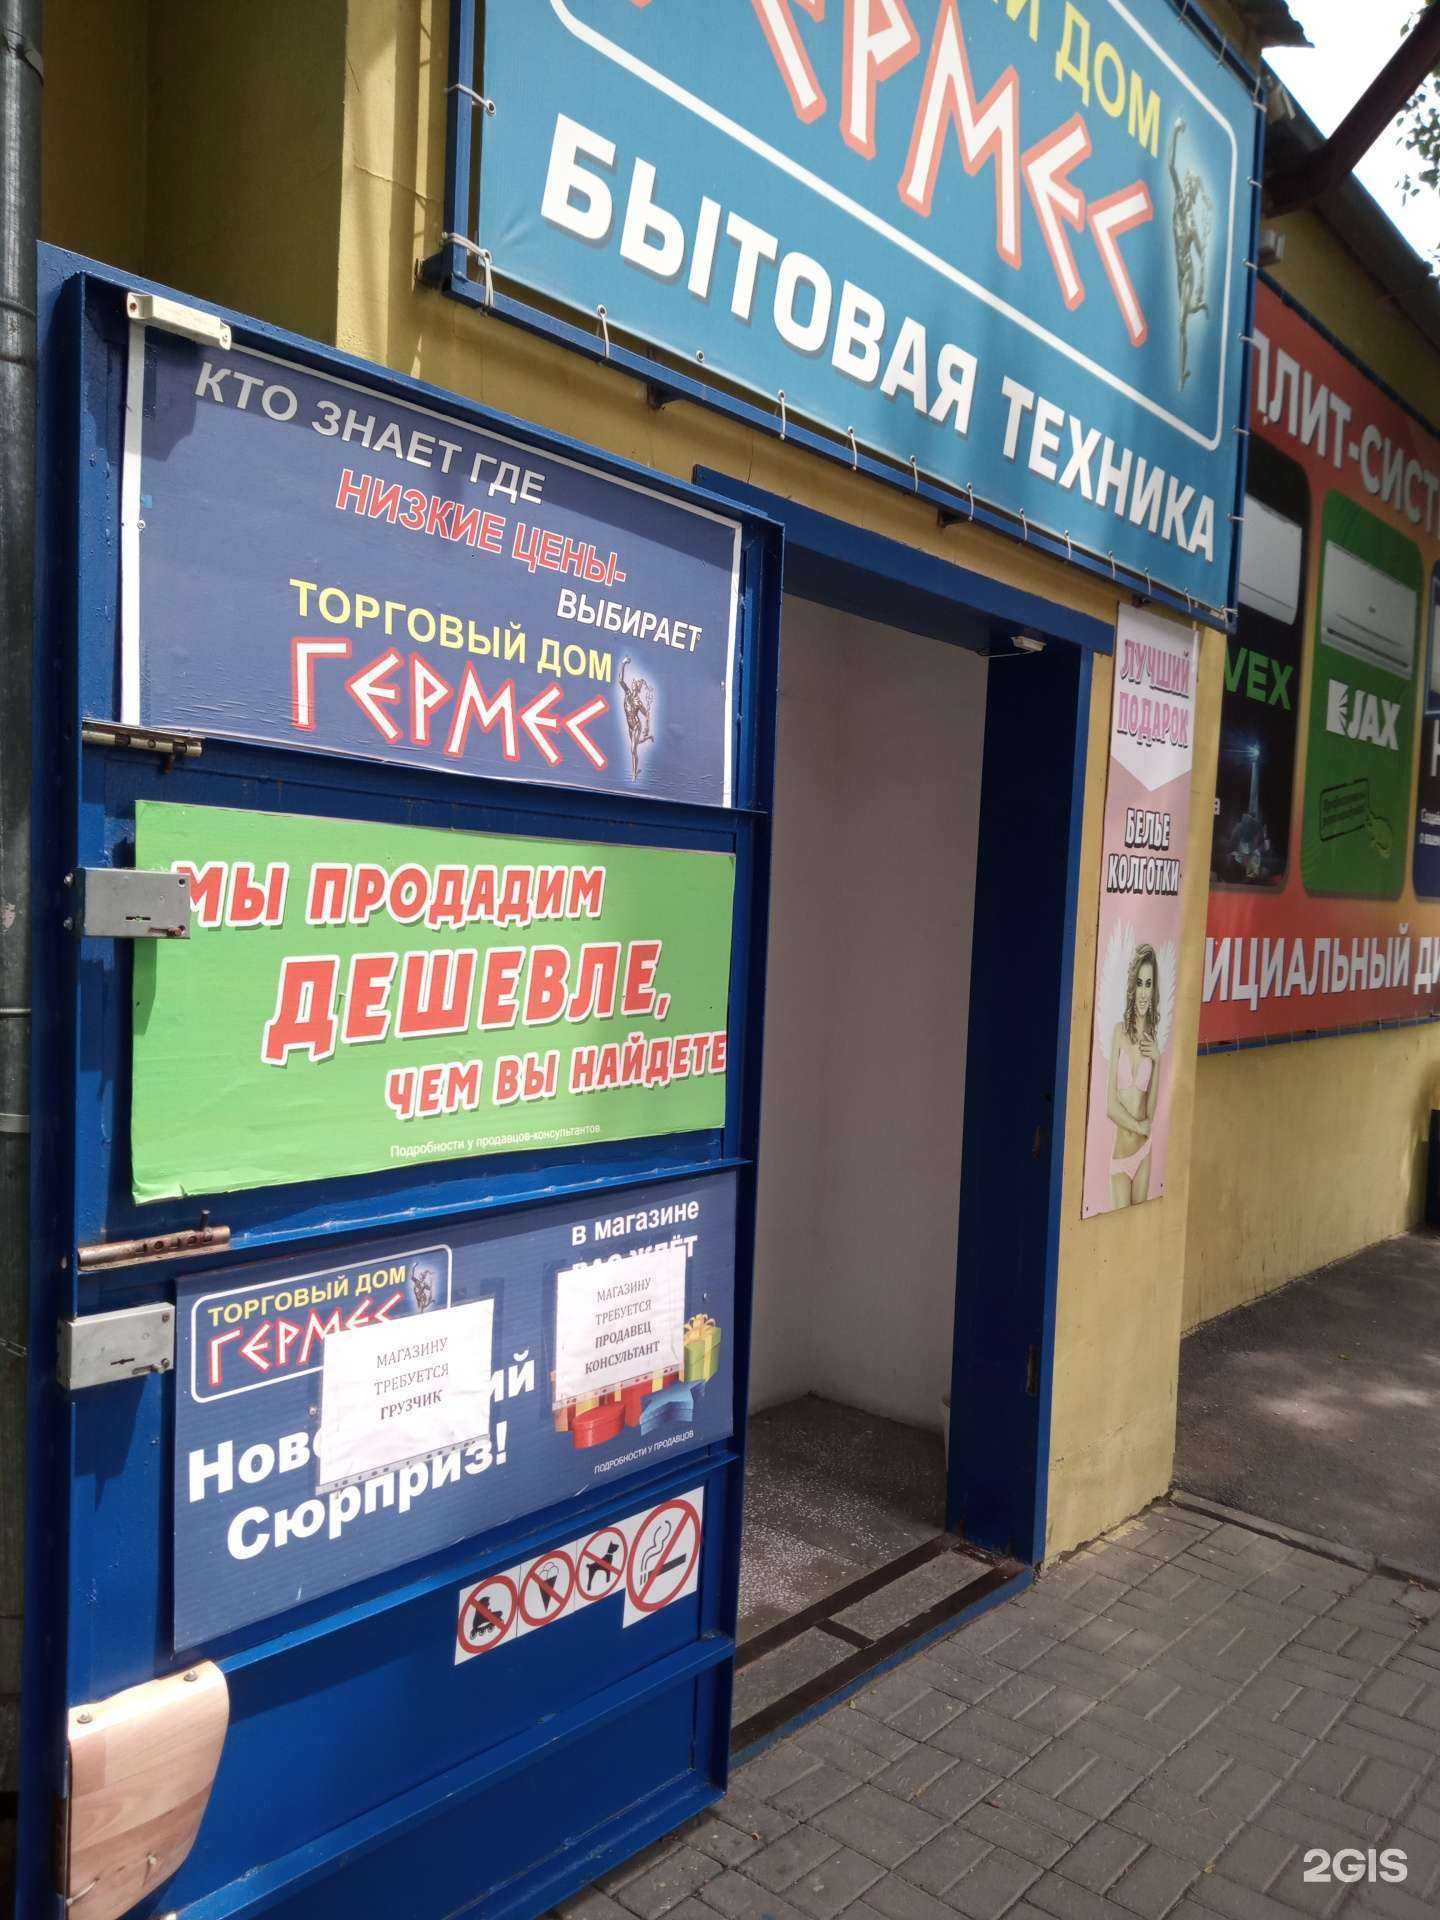 ДОМ
ГЕРМЕС
БЫТОВАЯ ТЕХНИКА
КТО ЗНАЕТ ГДЕ
НИЗКИЕ ЦЕНЫ-
ВЫБИРАЕТ
ТОРГОВЫЙ ДОМ
ГЕРМЕС
МЫ ПРОДАДИМ
ДЕШЕВЛЕ,
ЧЕМ ВЫ НАЙДЕТЕ
Подробности у продавцов-консультантов.
ТОРГОВЫЙ ДОМ
ГЕРМЕС
в магазине
МАГАЗИНУ
ТРЕБУЕТСЯ
ГРУЗЧИК
МАГАЗИНУ
ТРЕБУЕТСЯ
ПРОДАВЕЦ
КОНСУЛЬТАНТ
Сюрприз!
ПОДРОБНОСТИ У ПРОДАВЦОВ
ЛУЧШИЙ
ПОДАРОК
БЕЛЬЕ
КОЛГОТКИ
ПЛИТ-СИСТ
VEX
JAX
ИЦИАЛЬНЫЙ ДИ
2GIS